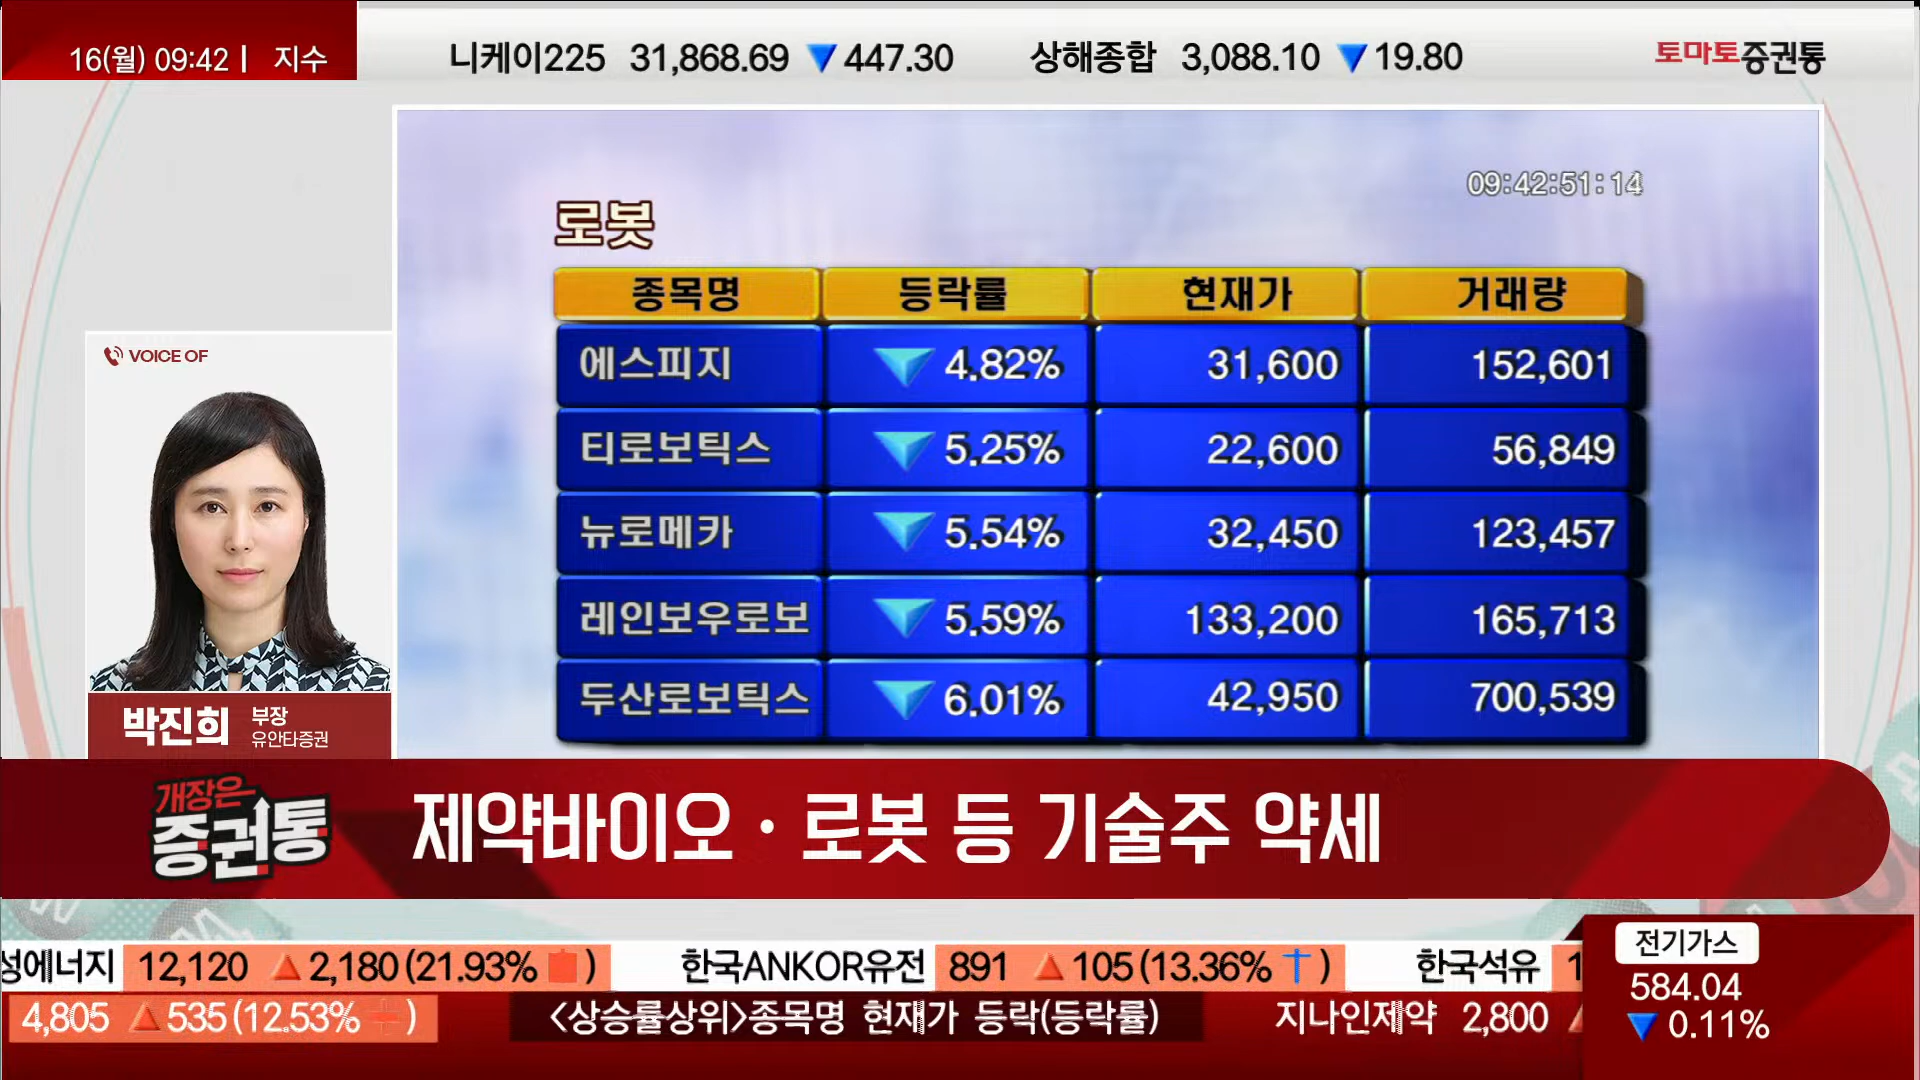 16(월) 09:42 | 지수
니케이225 31,868.69 ▼447.30 상해종합 3,088.10 ▼19.80
토마토증권통
09:42:51:14
로봇
종목명 등락률 현재가 거래량
에스피지 ▼ 4.82% 31,600 152,601
티로보틱스 ▼ 5.25% 22,600 56,849
뉴로메카 ▼ 5.54% 32,450 123,457
레인보우로보 ▼ 5.59% 133,200 165,713
두산로보틱스 ▼ 6.01% 42,950 700,539
VOICE OF
박진희 부장
유안타증권
개장은
증권통
제약바이오·로봇 등 기술주 약세
성에너지 12,120 ▲2,180(21.93% ) 한국ANKOR유전 891 ▲105(13.36% ) 한국석유 1
4,805 ▲535(12.53% ) <상승률상위>종목명 현재가 등락(등락률) 지나인제약 2,800
전기가스
584.04
▼ 0.11%